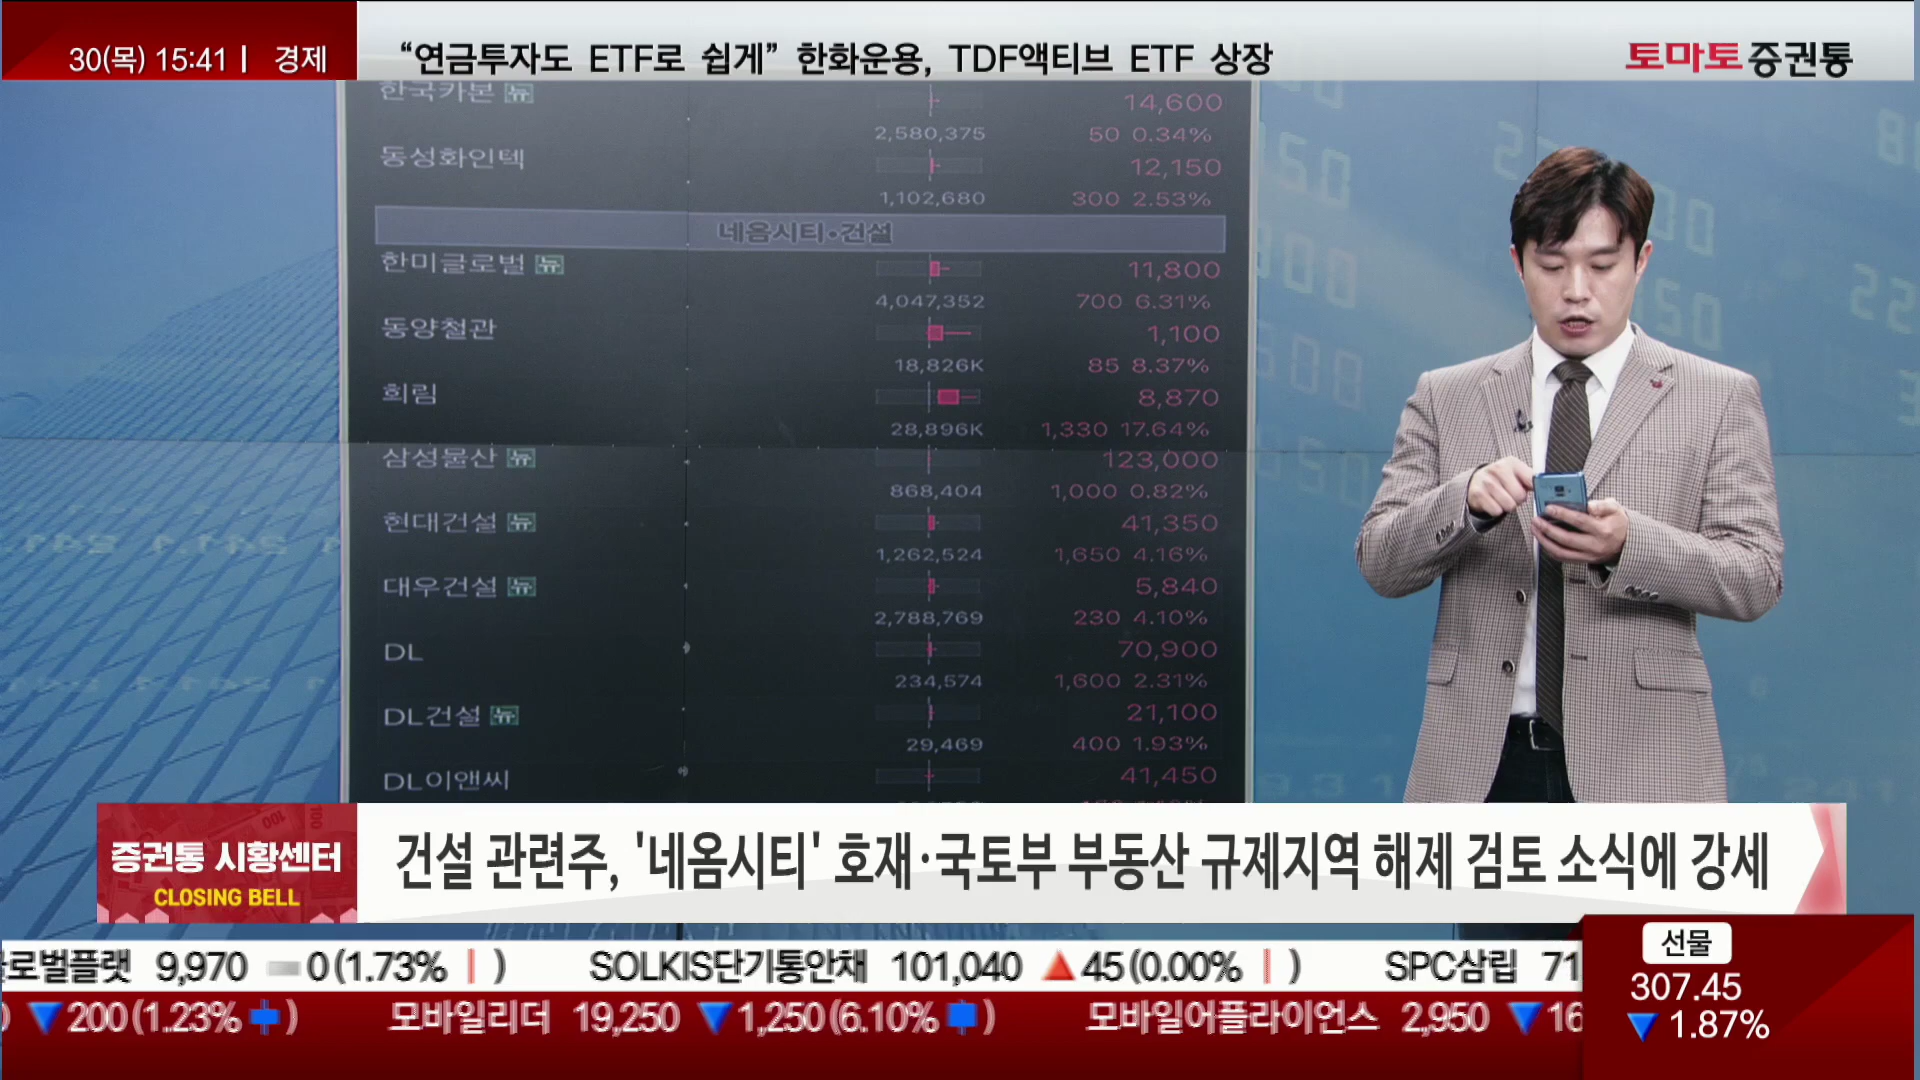 30(목) 15:41 | 경제
“연금투자도 ETF로 쉽게” 한화운용, TDF액티브 ETF 상장
토마토증권통
한국카본 뉴 14,600
2,580,375 50 0.34%
동성화인텍 12,150
1,102,680 300 2.53%
네옴시티•건설
한미글로벌 뉴 11,800
4,047,352 700 6.31%
동양철관 1,100
18,826K 85 8.37%
희림 8,870
28,896K 1,330 17.64%
삼성물산 뉴 123,000
868,404 1,000 0.82%
현대건설 뉴 41,350
1,262,524 1,650 4.16%
대우건설 뉴 5,840
2,788,769 230 4.10%
DL 70,900
234,574 1,600 2.31%
DL건설 뉴 21,100
29,469 400 1.93%
DL이앤씨 41,450
증권통 시황센터
CLOSING BELL
건설 관련주, '네옴시티' 호재·국토부 부동산 규제지역 해제 검토 소식에 강세
로벌플랫 9,970 0(1.73% ) SOLKIS단기통안채 101,040 ▲45(0.00% ) SPC삼립 71
▼200(1.23% ) 모바일리더 19,250 ▼1,250(6.10% ) 모바일어플라이언스 2,950 ▼16
선물
307.45
▼1.87%